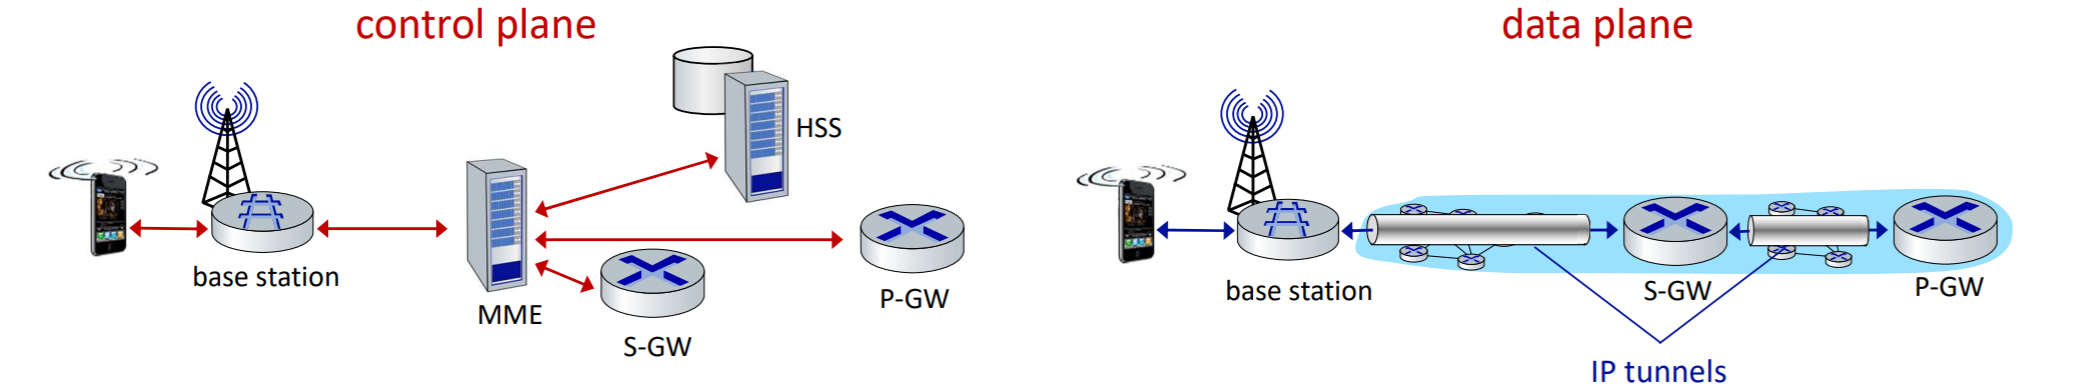 control plane
HSS
base station
MME
S-GW
P-GW
data plane
base station
S-GW
P-GW
IP tunnels